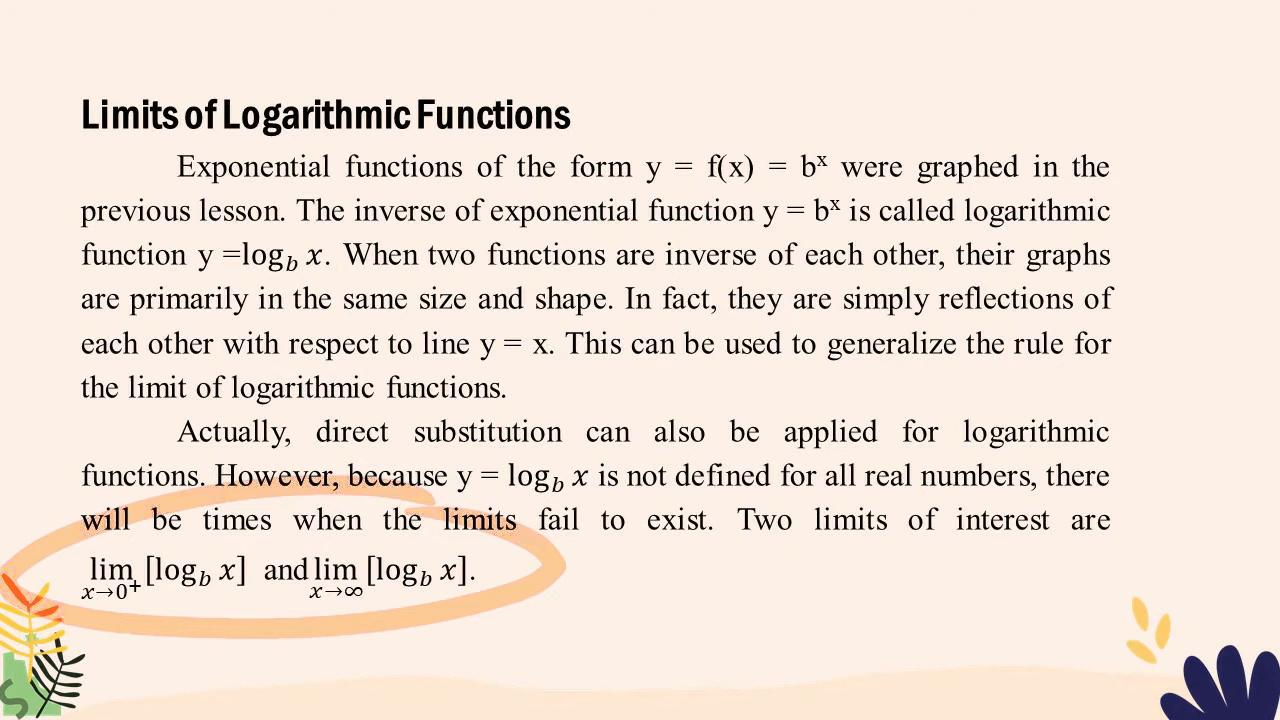 Limits of Logarithmic Functions
Exponential functions of the form y = f(x) = bˣ were graphed in the
previous lesson. The inverse of exponential function y = bˣ is called logarithmic
function y =log_b x. When two functions are inverse of each other, their graphs
are primarily in the same size and shape. In fact, they are simply reflections of
each other with respect to line y = x. This can be used to generalize the rule for
the limit of logarithmic functions.
Actually, direct substitution can also be applied for logarithmic
functions. However, because y = log_b x is not defined for all real numbers, there
will be times when the limits fail to exist. Two limits of interest are
lim x→0⁺ [log_b x] and lim x→∞ [log_b x].